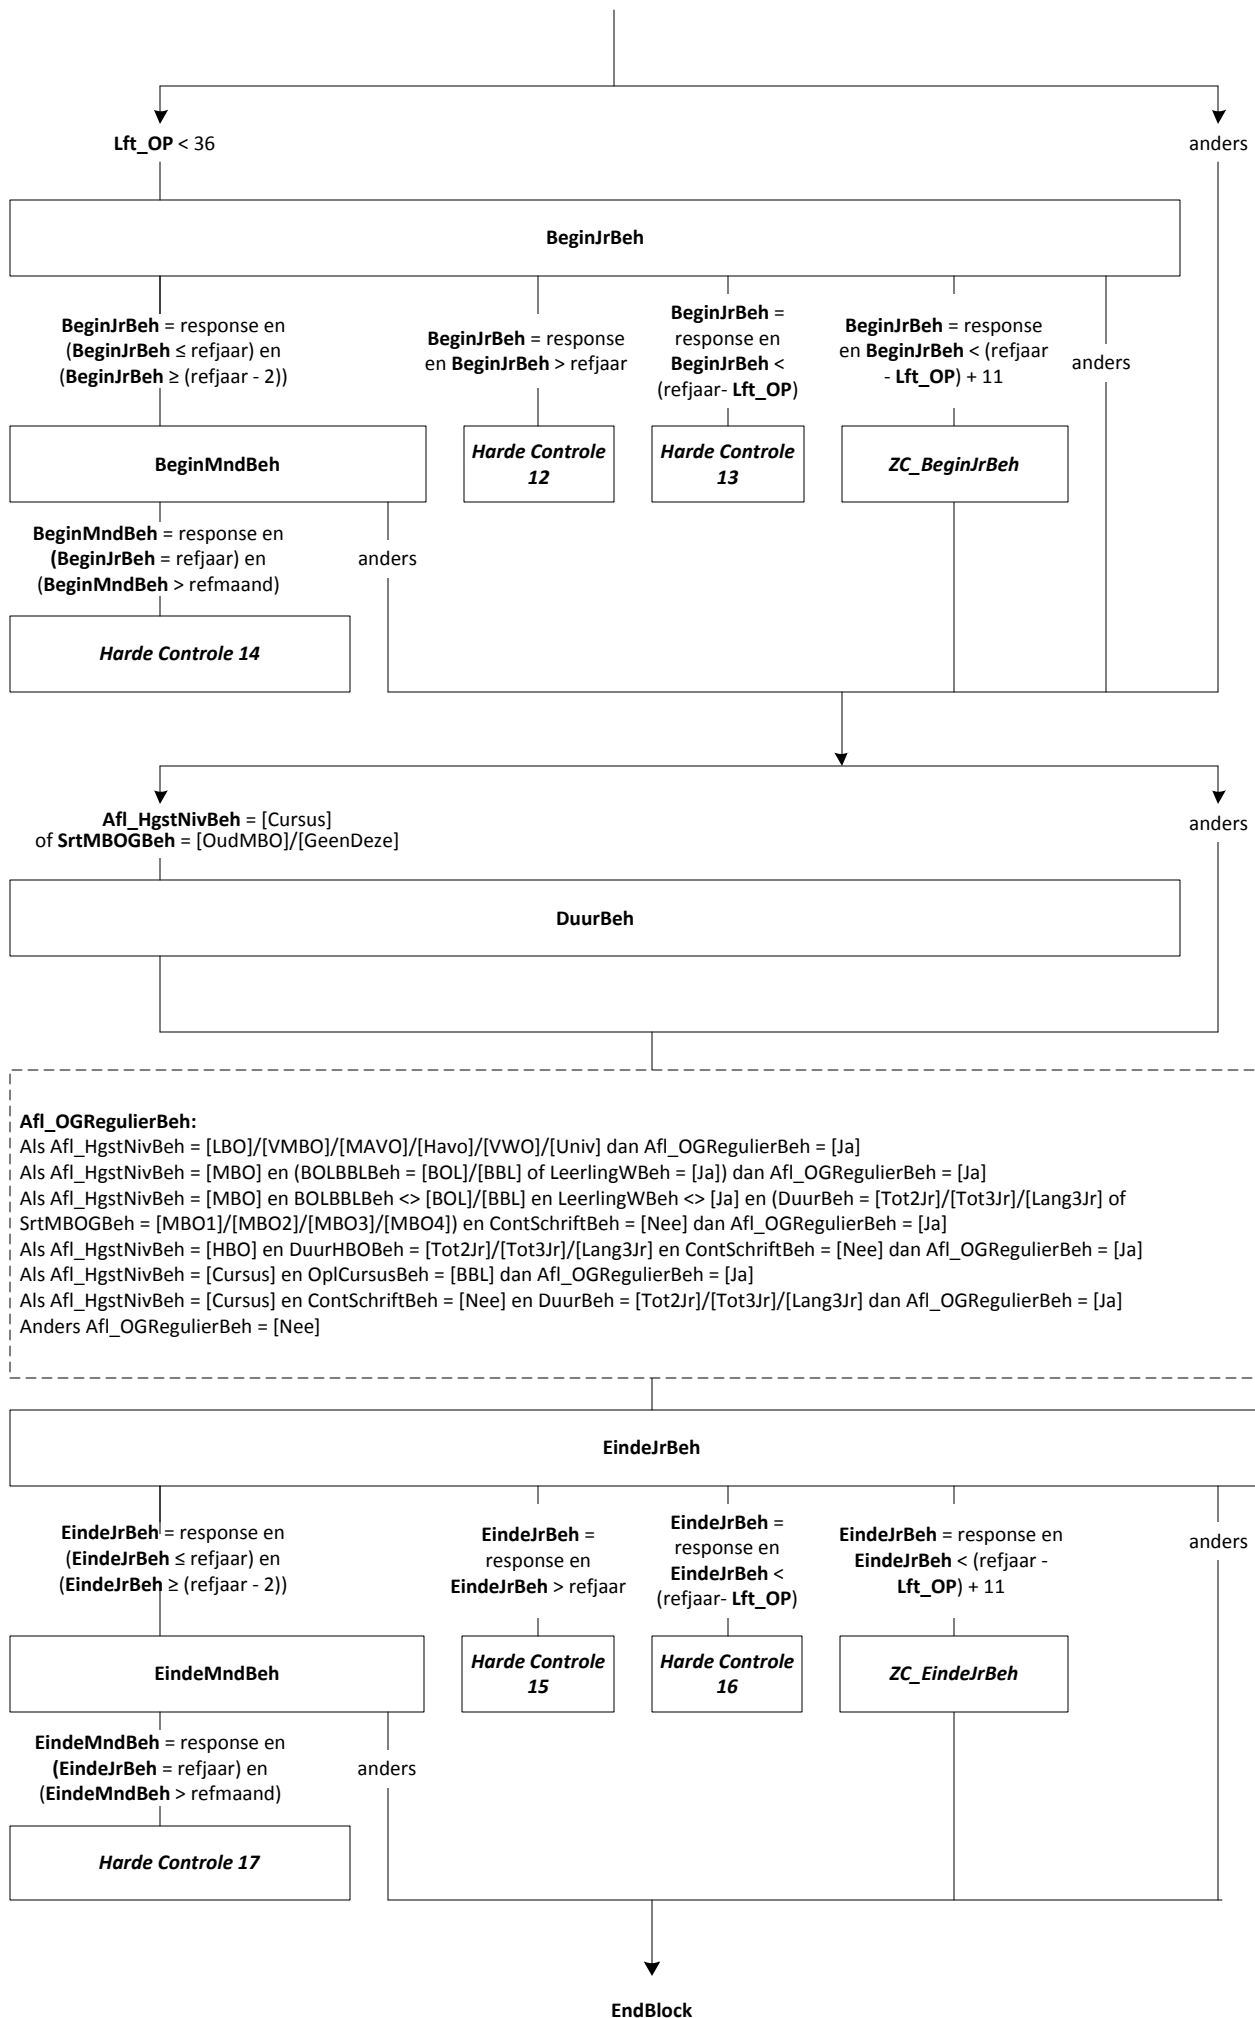 Lft_OP < 36
anders
BeginJrBeh
BeginJrBeh = response en
(BeginJrBeh ≤ refjaar) en
(BeginJrBeh ≥ (refjaar - 2))
BeginJrBeh = response
en BeginJrBeh > refjaar
BeginJrBeh =
response en
BeginJrBeh <
(refjaar- Lft_OP)
BeginJrBeh = response
en BeginJrBeh < (refjaar
- Lft_OP) + 11
anders
BeginMndBeh
Harde Controle
12
Harde Controle
13
ZC_BeginJrBeh
BeginMndBeh = response en
(BeginJrBeh = refjaar) en
(BeginMndBeh > refmaand)
anders
Harde Controle 14
Afl_HgstNivBeh = [Cursus]
of SrtMBOGBeh = [OudMBO]/[GeenDeze]
anders
DuurBeh
Afl_OGRegulierBeh:
Als Afl_HgstNivBeh = [LBO]/[VMBO]/[MAVO]/[Havo]/[VWO]/[Univ] dan Afl_OGRegulierBeh = [Ja]
Als Afl_HgstNivBeh = [MBO] en (BOLBBLBeh = [BOL]/[BBL] of LeerlingWBeh = [Ja]) dan Afl_OGRegulierBeh = [Ja]
Als Afl_HgstNivBeh = [MBO] en BOLBBLBeh <> [BOL]/[BBL] en LeerlingWBeh <> [Ja] en (DuurBeh = [Tot2Jr]/[Tot3Jr]/[Lang3Jr] of
SrtMBOGBeh = [MBO1]/[MBO2]/[MBO3]/[MBO4]) en ContSchriftBeh = [Nee] dan Afl_OGRegulierBeh = [Ja]
Als Afl_HgstNivBeh = [HBO] en DuurHBOBeh = [Tot2Jr]/[Tot3Jr]/[Lang3Jr] en ContSchriftBeh = [Nee] dan Afl_OGRegulierBeh = [Ja]
Als Afl_HgstNivBeh = [Cursus] en OplCursusBeh = [BBL] dan Afl_OGRegulierBeh = [Ja]
Als Afl_HgstNivBeh = [Cursus] en ContSchriftBeh = [Nee] en DuurBeh = [Tot2Jr]/[Tot3Jr]/[Lang3Jr] dan Afl_OGRegulierBeh = [Ja]
Anders Afl_OGRegulierBeh = [Nee]
EindeJrBeh
EindeJrBeh = response en
(EindeJrBeh ≤ refjaar) en
(EindeJrBeh ≥ (refjaar - 2))
EindeJrBeh =
response en
EindeJrBeh > refjaar
EindeJrBeh =
response en
EindeJrBeh <
(refjaar- Lft_OP)
EindeJrBeh = response en
EindeJrBeh < (refjaar -
Lft_OP) + 11
anders
EindeMndBeh
Harde Controle
15
Harde Controle
16
ZC_EindeJrBeh
EindeMndBeh = response en
(EindeJrBeh = refjaar) en
(EindeMndBeh > refmaand)
anders
Harde Controle 17
EndBlock